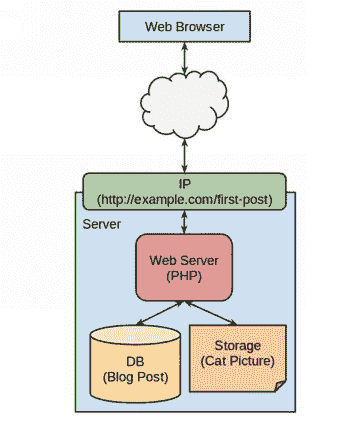 Web Browser
IP
(http://example.com/first-post)
Server
Web Server
(PHP)
DB
(Blog Post)
Storage
(Cat Picture)